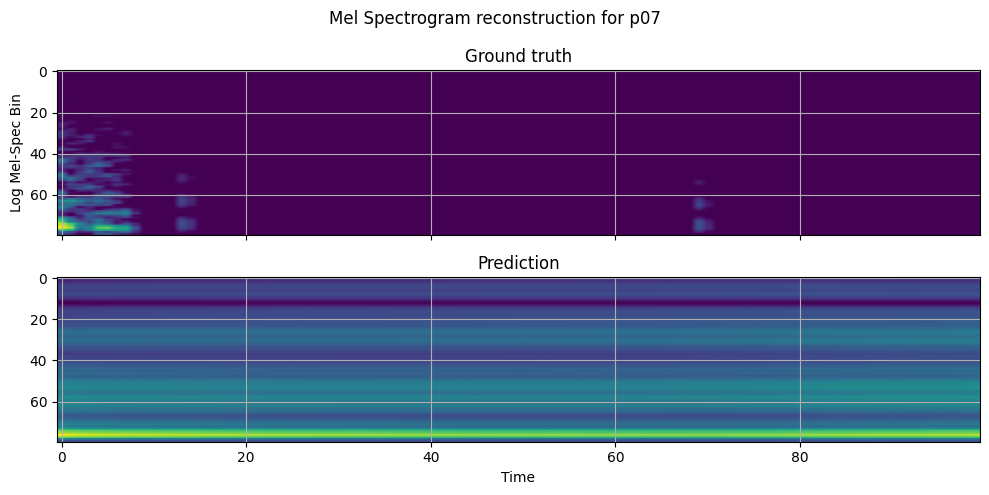 Mel Spectrogram reconstruction for p07
Ground truth
0
20
40
60
Log Mel-Spec Bin
Prediction
0
20
40
60
0 20 40 60 80
Time